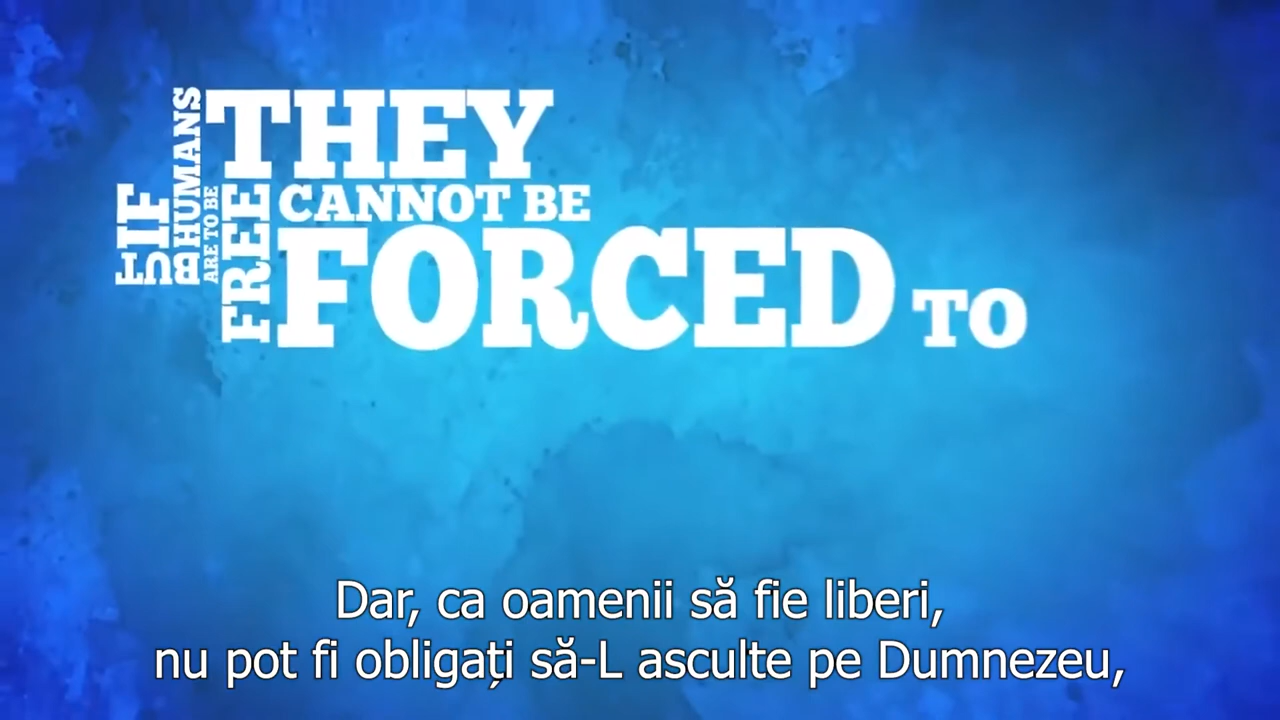 BUT
IF
HUMANS
ARE TO BE
FREE
THEY
CANNOT BE
FORCED TO
Dar, ca oamenii să fie liberi,
nu pot fi obligați să-L asculte pe Dumnezeu,